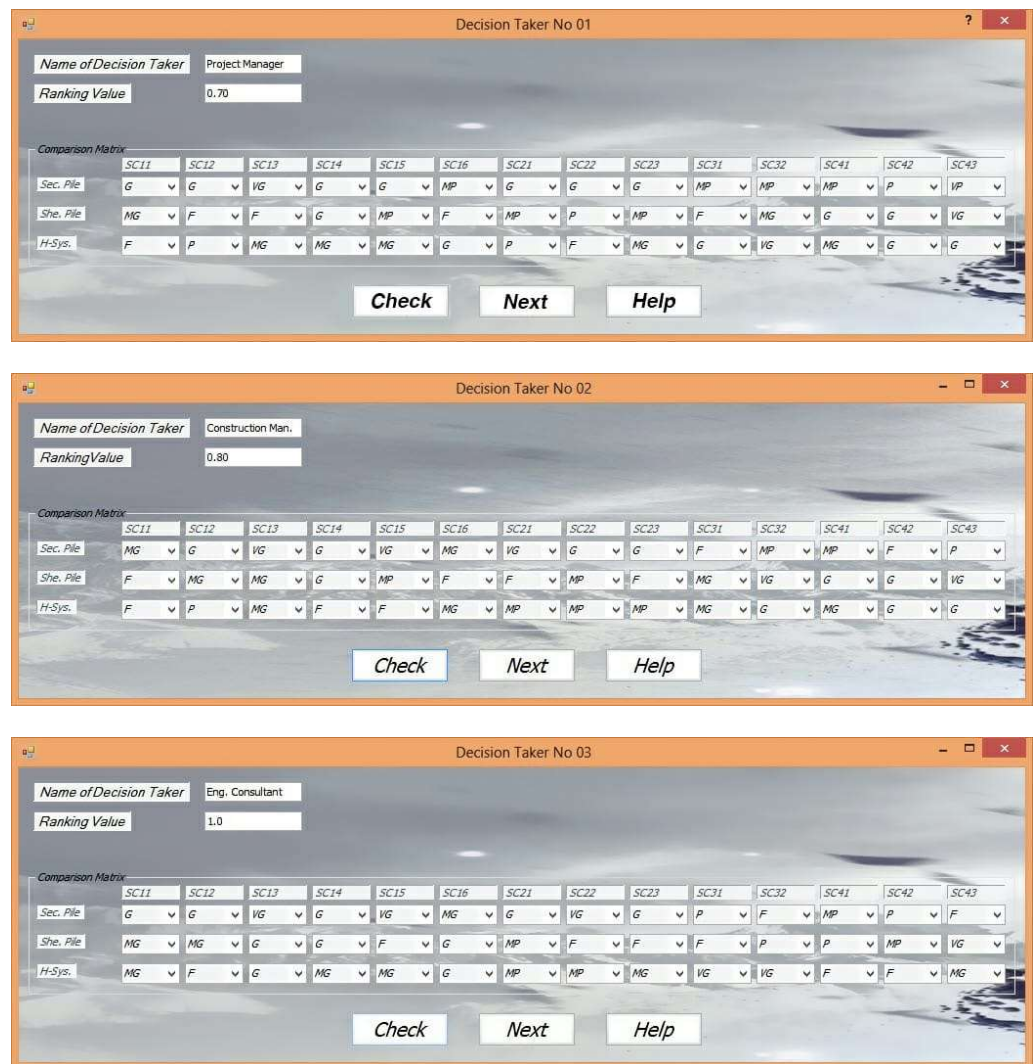 Decision Taker No 01
?
Name of Decision Taker Project Manager
Ranking Value 0.70
Comparison Matrix
SC11 SC12 SC13 SC14 SC15 SC16 SC21 SC22 SC23 SC31 SC32 SC41 SC42 SC43
Sec. Pile G G VG G G MP G G G MP MP MP P VP
She. Pile MG F F G MP F MP P MP F MG G G VG
H-Sys. F P MG MG MG G P F MG G VG MG G G
Check Next Help
Decision Taker No 02
Name of Decision Taker Construction Man.
RankingValue 0.80
Comparison Matrix
SC11 SC12 SC13 SC14 SC15 SC16 SC21 SC22 SC23 SC31 SC32 SC41 SC42 SC43
Sec. Pile MG G VG G VG MG VG G G F MP MP F P
She. Pile F MG MG G MP F F MP F MG VG G G VG
H-Sys. F P MG F F MG MP MP MP MG G MG G G
Check Next Help
Decision Taker No 03
Name of Decision Taker Eng. Consultant
Ranking Value 1.0
Comparison Matrix
SC11 SC12 SC13 SC14 SC15 SC16 SC21 SC22 SC23 SC31 SC32 SC41 SC42 SC43
Sec. Pile G G VG G VG MG G VG G P F MP P F
She. Pile MG MG G G F G MP F F F P P MP VG
H-Sys. MG F G MG MG G MP MP MG VG VG F F MG
Check Next Help